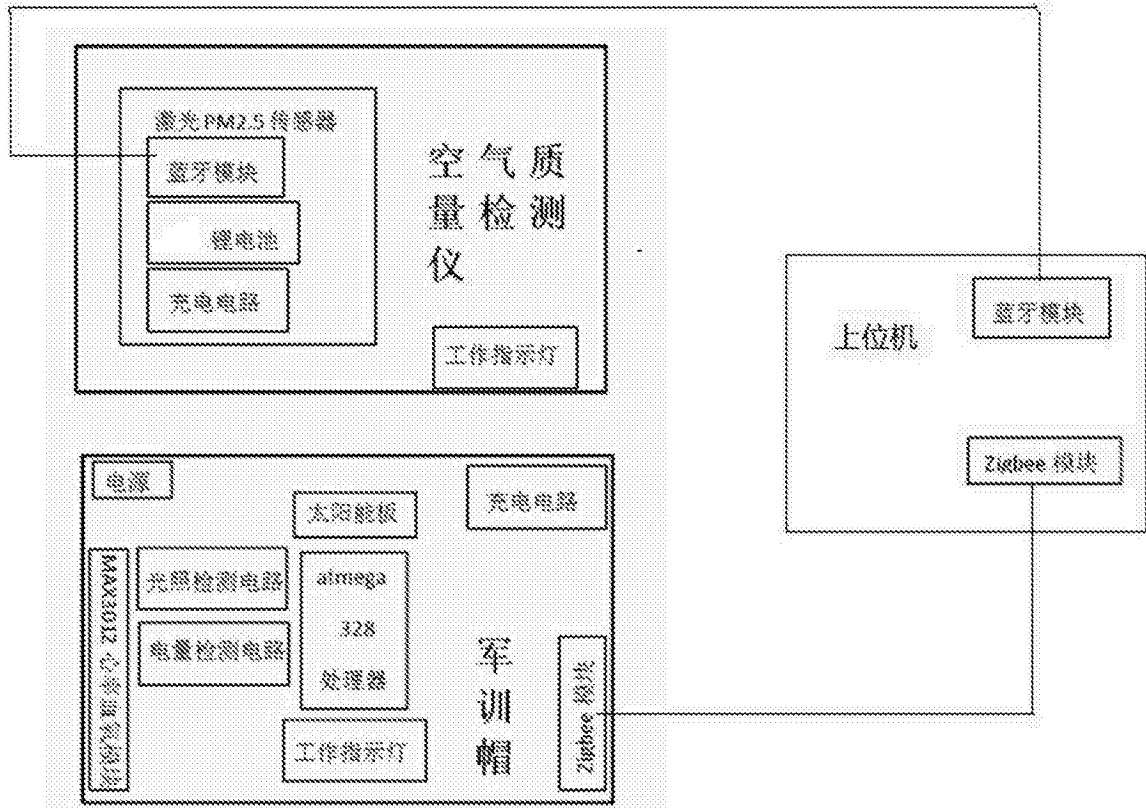 激光 PM2.5 传感器
蓝牙模块
锂电池
充电电路
空气质
量检测
仪
工作指示灯
上位机
蓝牙模块
Zigbee 模块
电源
太阳能板
充电电路
MAX3012 心率血氧模块
光照检测电路
电量检测电路
atmega
328
处理器
工作指示灯
军
训
帽
Zigbee 模块